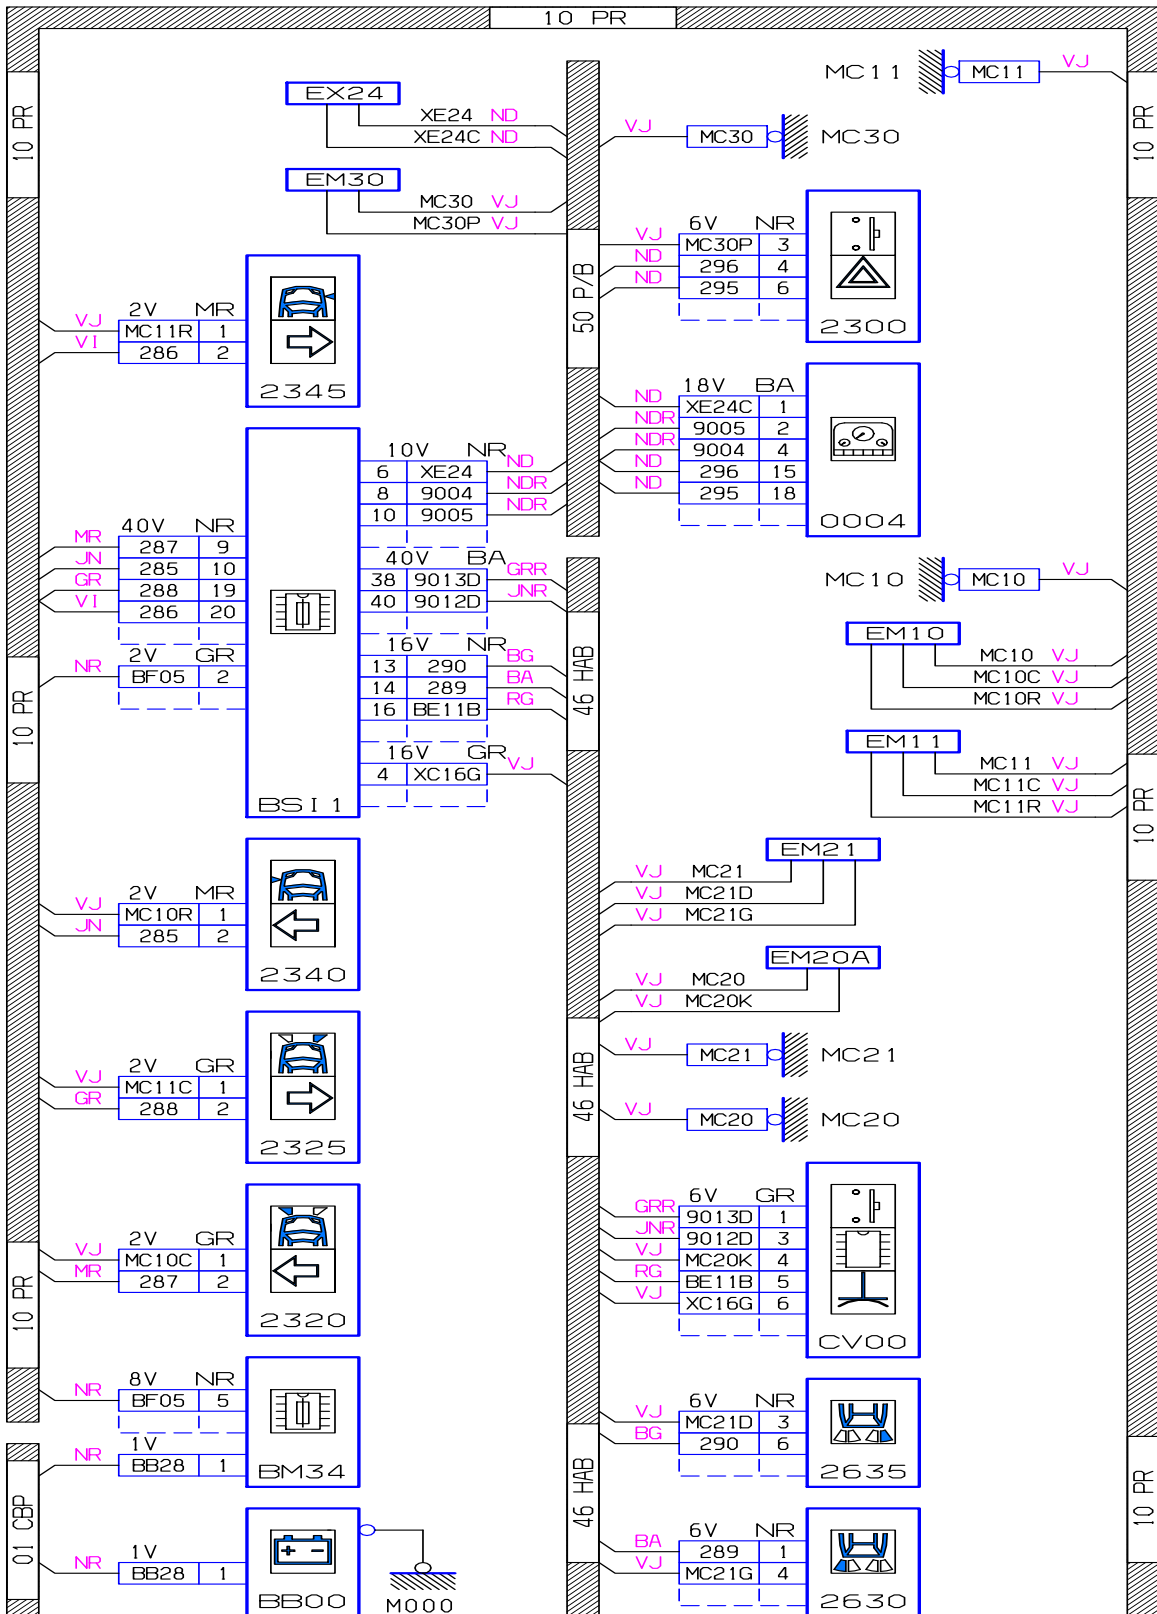 10 PR
10 PR
EX24
XE24 ND
XE24C ND
EM30
MC30 VJ
MC30P VJ
2V MR
VJ MC11R 1
VI 286 2
2345
10V NR
6 XE24 ND
8 9004 NDR
10 9005 NDR
40V NR
MR 287 9
JN 285 10
GR 288 19
VI 286 20
40V BA
38 9013D GRR
40 9012D JNR
2V GR
NR BF05 2
16V NR
13 290 BG
14 289 BA
16 BE11B RG
16V GR
4 XC16G VJ
BSI1
10 PR
2V MR
VJ MC10R 1
JN 285 2
2340
2V GR
VJ MC11C 1
GR 288 2
2325
2V GR
VJ MC10C 1
MR 287 2
2320
10 PR
8V NR
NR BF05 5
1V
NR BB28 1
BM34
01 CBP
1V
NR BB28 1
BB00
M000
MC11 MC11 VJ
VJ MC30 MC30
10 PR
50 P/B
6V NR
VJ MC30P 3
ND 296 4
ND 295 6
2300
18V BA
ND XE24C 1
NDR 9005 2
NDR 9004 4
ND 296 15
ND 295 18
0004
MC10 MC10 VJ
46 HAB
EM10
MC10 VJ
MC10C VJ
MC10R VJ
EM11
MC11 VJ
MC11C VJ
MC11R VJ
10 PR
EM21
VJ MC21
VJ MC21D
VJ MC21G
EM20A
VJ MC20
VJ MC20K
46 HAB
VJ MC21 MC21
VJ MC20 MC20
6V GR
GRR 9013D 1
JNR 9012D 3
VJ MC20K 4
RG BE11B 5
VJ XC16G 6
CV00
6V NR
VJ MC21D 3
BG 290 6
2635
46 HAB
10 PR
6V NR
BA 289 1
VJ MC21G 4
2630